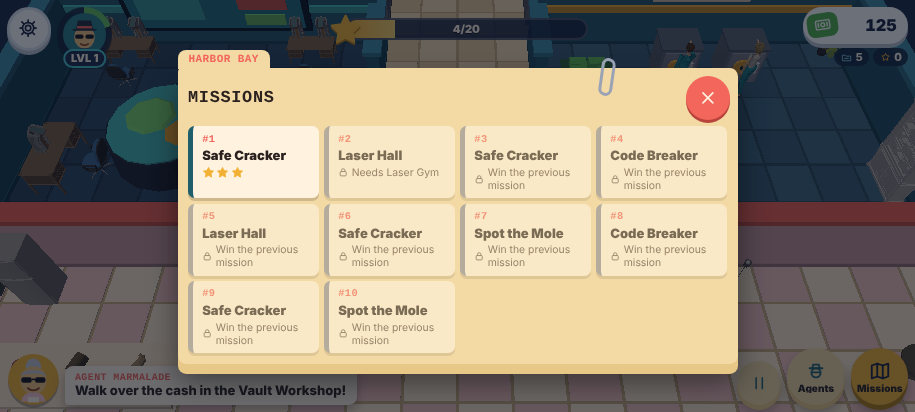 LVL 1
4/20
125
5
0
HARBOR BAY
MISSIONS
#1
Safe Cracker
#2
Laser Hall
Needs Laser Gym
#3
Safe Cracker
Win the previous
mission
#4
Code Breaker
Win the previous
mission
#5
Laser Hall
Win the previous
mission
#6
Safe Cracker
Win the previous
mission
#7
Spot the Mole
Win the previous
mission
#8
Code Breaker
Win the previous
mission
#9
Safe Cracker
Win the previous
mission
#10
Spot the Mole
Win the previous
mission
AGENT MARMALADE
Walk over the cash in the Vault Workshop!
Agents
Missions